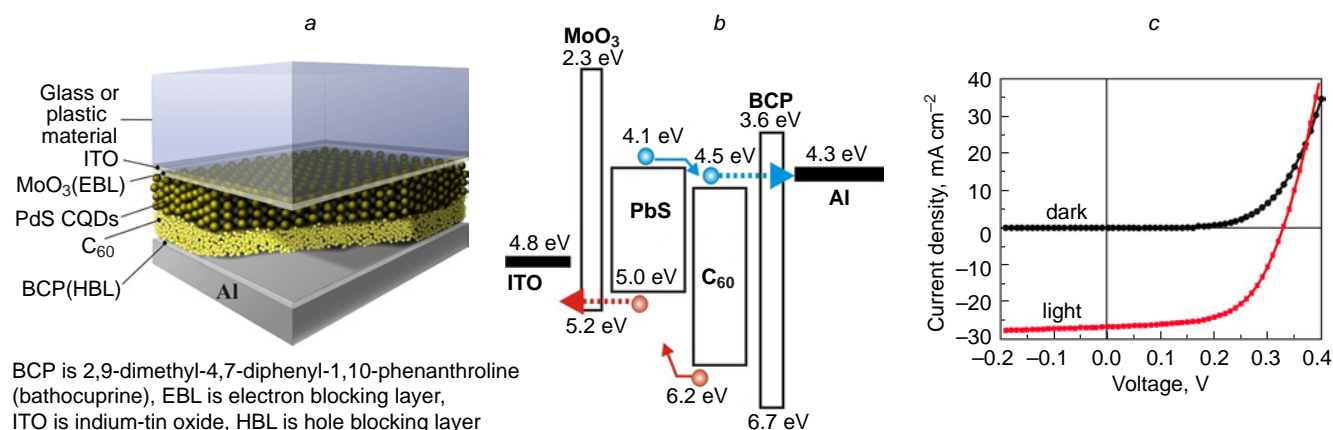 a
Glass or
plastic
material
ITO
MoO₃(EBL)
PdS CQDs
C₆₀
BCP(HBL)
Al
BCP is 2,9-dimethyl-4,7-diphenyl-1,10-phenanthroline
(bathocuprine), EBL is electron blocking layer,
ITO is indium-tin oxide, HBL is hole blocking layer
b
MoO₃
2.3 eV
BCP
3.6 eV
4.1 eV
4.5 eV
4.3 eV
Al
PbS
4.8 eV
ITO
5.0 eV
C₆₀
5.2 eV
6.2 eV
6.7 eV
c
Current density, mA cm⁻²
40
30
20
10
0
–10
–20
–30
dark
light
–0.2
–0.1
0.0
0.1
0.2
0.3
0.4
Voltage, V